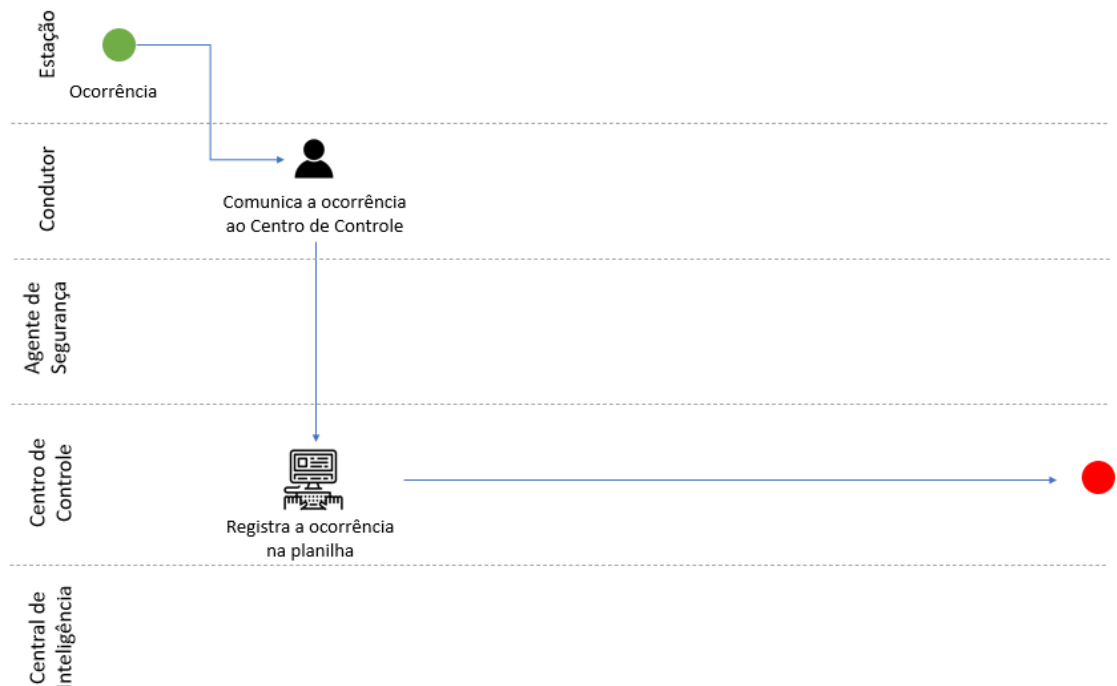 Estação
Ocorrência
Condutor
Comunica a ocorrência
ao Centro de Controle
Agente de
Segurança
Centro de
Controle
Registra a ocorrência
na planilha
Central de
Inteligência